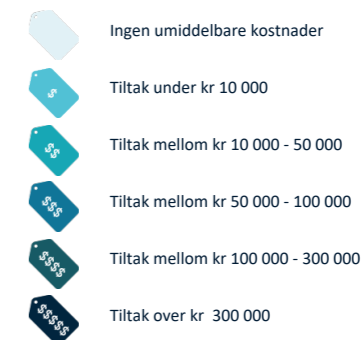 Ingen umiddelbare kostnader
$ Tiltak under kr 10 000
$$ Tiltak mellom kr 10 000 - 50 000
$$$ Tiltak mellom kr 50 000 - 100 000
$$$$ Tiltak mellom kr 100 000 - 300 000
$$$$$ Tiltak over kr  300 000